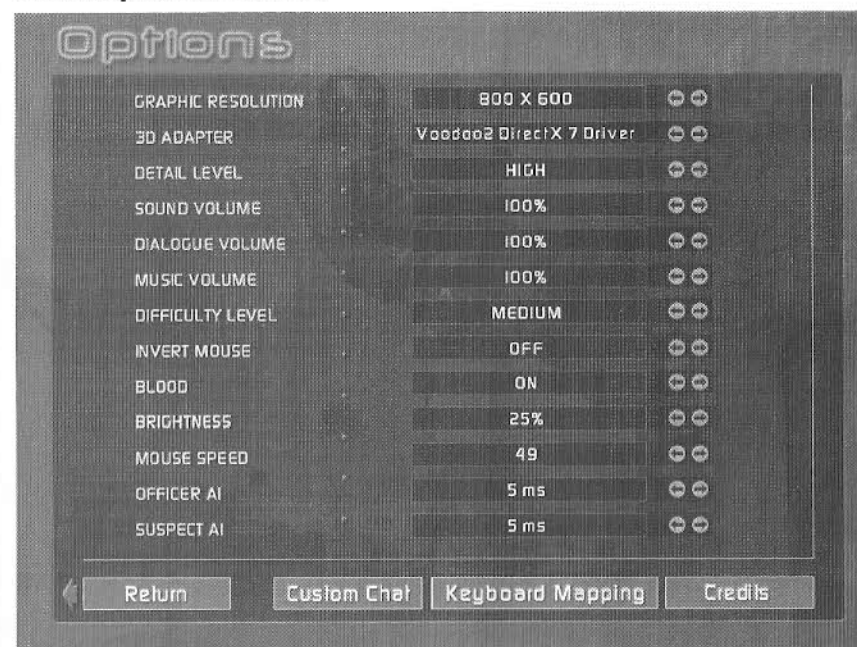 Options
GRAPHIC RESOLUTION 800 X 600
3D ADAPTER Voodoo2 DirectX 7 Driver
DETAIL LEVEL HIGH
SOUND VOLUME 100%
DIALOGUE VOLUME 100%
MUSIC VOLUME 100%
DIFFICULTY LEVEL MEDIUM
INVERT MOUSE OFF
BLOOD ON
BRIGHTNESS 25%
MOUSE SPEED 49
OFFICER AI 5 ms
SUSPECT AI 5 ms
Return Custom Chat Keyboard Mapping Credits